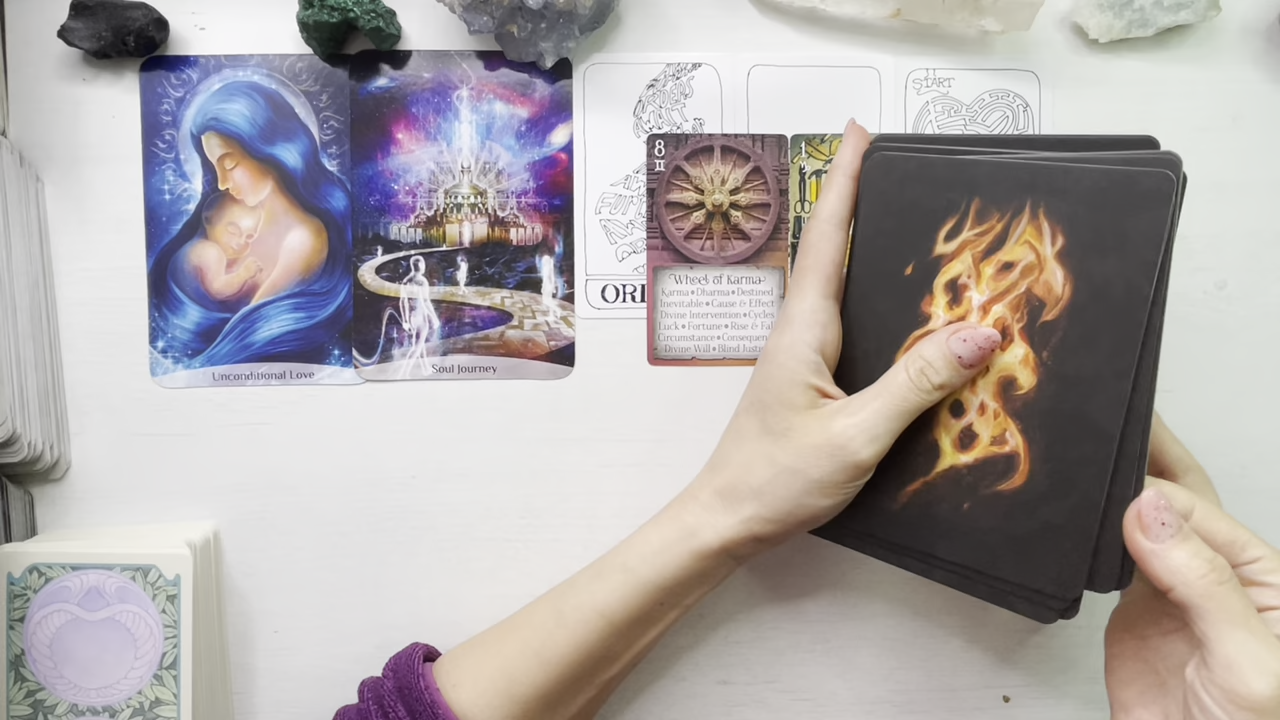 Unconditional Love
Soul Journey
ORI
START
8
Wheel of Karma
Karma • Dharma • Destined
Inevitable • Cause & Effect
Divine Intervention • Cycles
Luck • Fortune • Rise & Fal
Circumstance • Consequen
Divine Will • Blind Justi
1